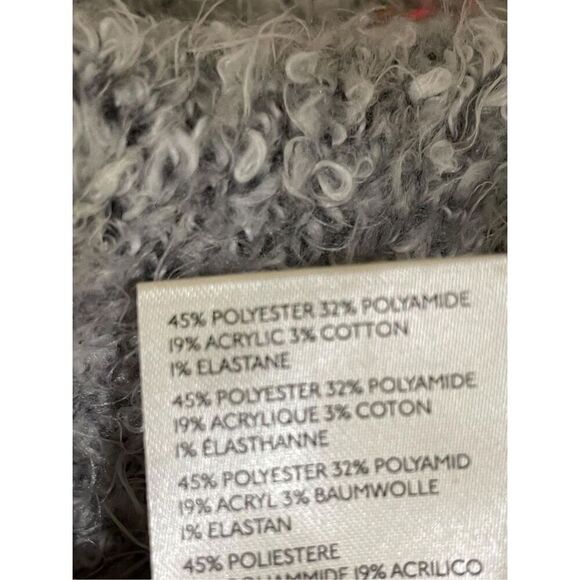 45% POLYESTER 32% POLYAMIDE
19% ACRYLIC 3% COTTON
1% ELASTANE
45% POLYESTER 32% POLYAMIDE
19% ACRYLIQUE 3% COTON
1% ÉLASTHANNE
45% POLYESTER 32% POLYAMID
19% ACRYL 3% BAUMWOLLE
1% ELASTAN
45% POLIESTERE
19% ACRILICO